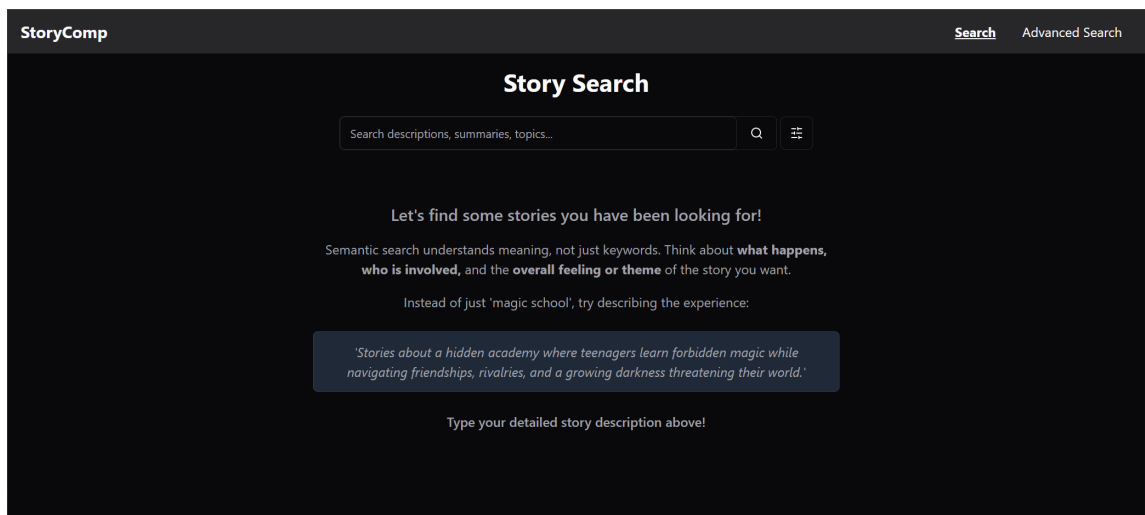 StoryComp
Search
Advanced Search
Story Search
Search descriptions, summaries, topics...
Let's find some stories you have been looking for!
Semantic search understands meaning, not just keywords. Think about what happens,
who is involved, and the overall feeling or theme of the story you want.
Instead of just 'magic school', try describing the experience:
'Stories about a hidden academy where teenagers learn forbidden magic while
navigating friendships, rivalries, and a growing darkness threatening their world.'
Type your detailed story description above!